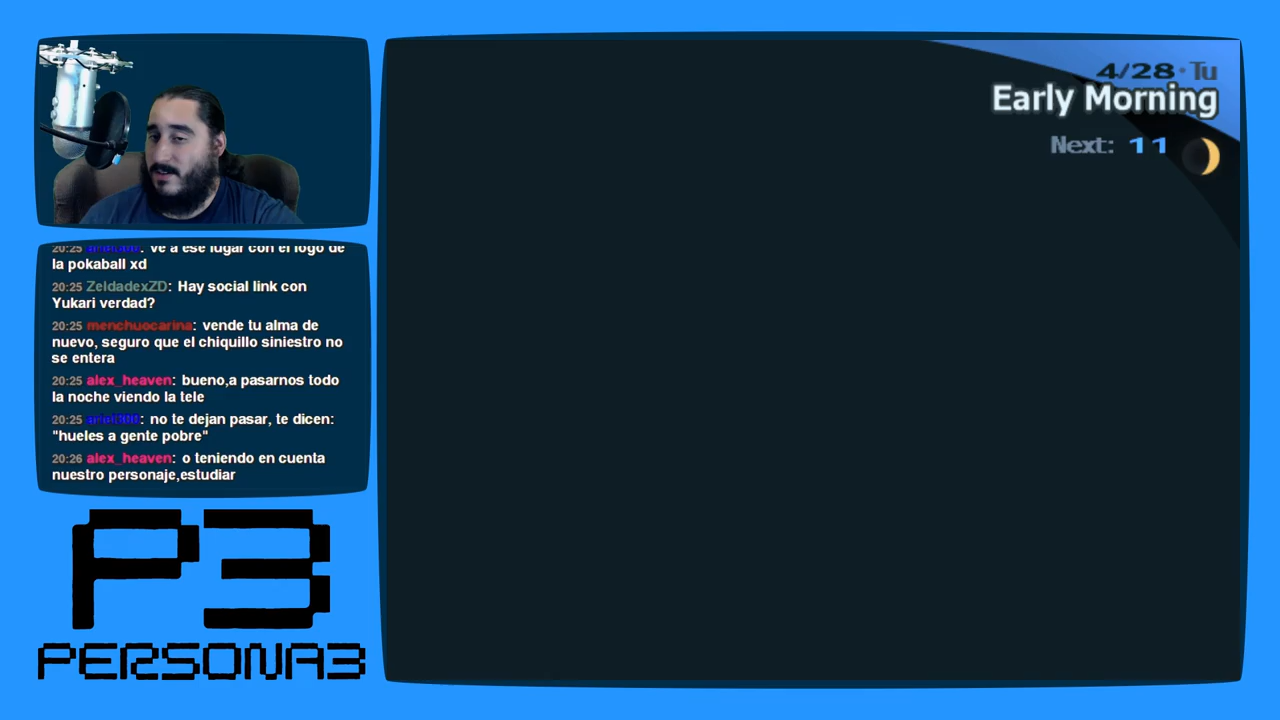 4/28・Tu
Early Morning
Next: 11
20:25 : ve a ese lugar con el logo de
la pokaball xd
20:25 ZeldadexZD: Hay social link con
Yukari verdad?
20:25 menchuocarina: vende tu alma de
nuevo, seguro que el chiquillo siniestro no
se entera
20:25 alex_heaven: bueno,a pasarnos todo
la noche viendo la tele
20:25 : no te dejan pasar, te dicen:
"hueles a gente pobre"
20:26 alex_heaven: o teniendo en cuenta
nuestro personaje,estudiar
P3
PERSONA3